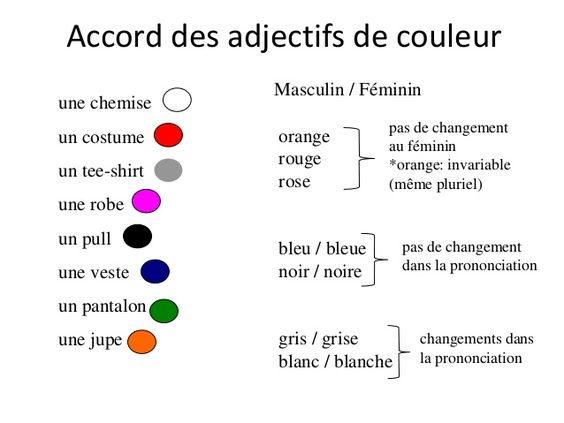 Accord des adjectifs de couleur
une chemise
un costume
un tee-shirt
une robe
un pull
une veste
un pantalon
une jupe
Masculin / Féminin
orange
rouge
rose
pas de changement
au féminin
*orange: invariable
(même pluriel)
bleu / bleue
noir / noire
pas de changement
dans la prononciation
gris / grise
blanc / blanche
changements dans
la prononciation